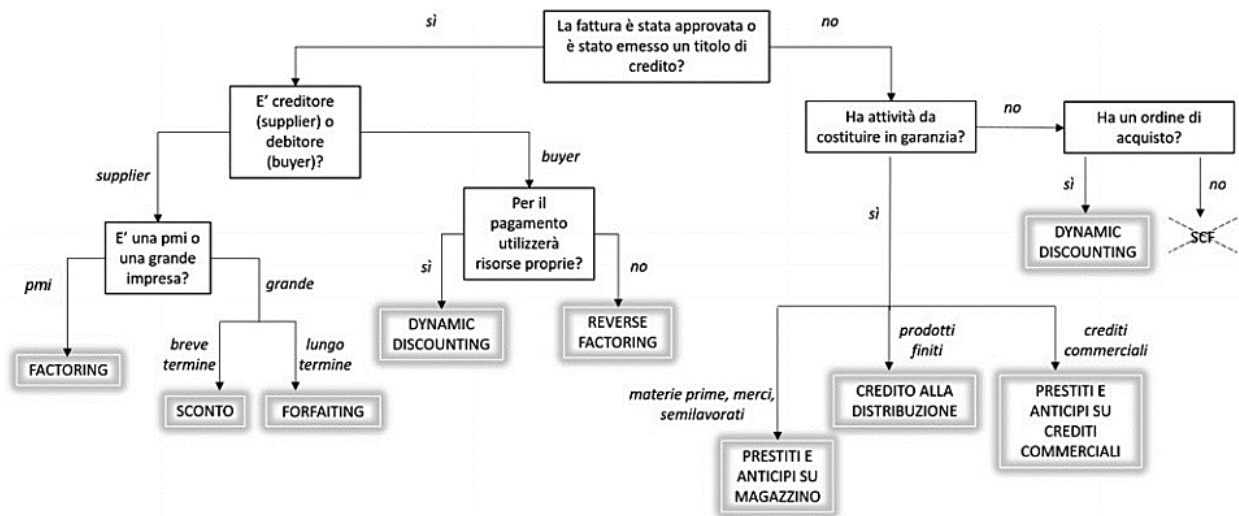 La fattura è stata approvata o
è stato emesso un titolo di
credito?
sì
no
E' creditore
(supplier) o
debitore
(buyer)?
Ha attività da
costituire in garanzia?
no
Ha un ordine di
acquisto?
supplier
buyer
sì
sì
no
Per il
pagamento
utilizzerà
risorse proprie?
DYNAMIC
DISCOUNTING
SCF
E' una pmi o
una grande
impresa?
pmi
grande
sì
no
DYNAMIC
DISCOUNTING
REVERSE
FACTORING
FACTORING
breve
termine
lungo
termine
SCONTO
FORFAITING
materie prime, merci,
semilavorati
prodotti
finiti
crediti
commerciali
PRESTITI E
ANTICIPI SU
MAGAZZINO
CREDITO ALLA
DISTRIBUZIONE
PRESTITI E
ANTICIPI SU
CREDITI
COMMERCIALI